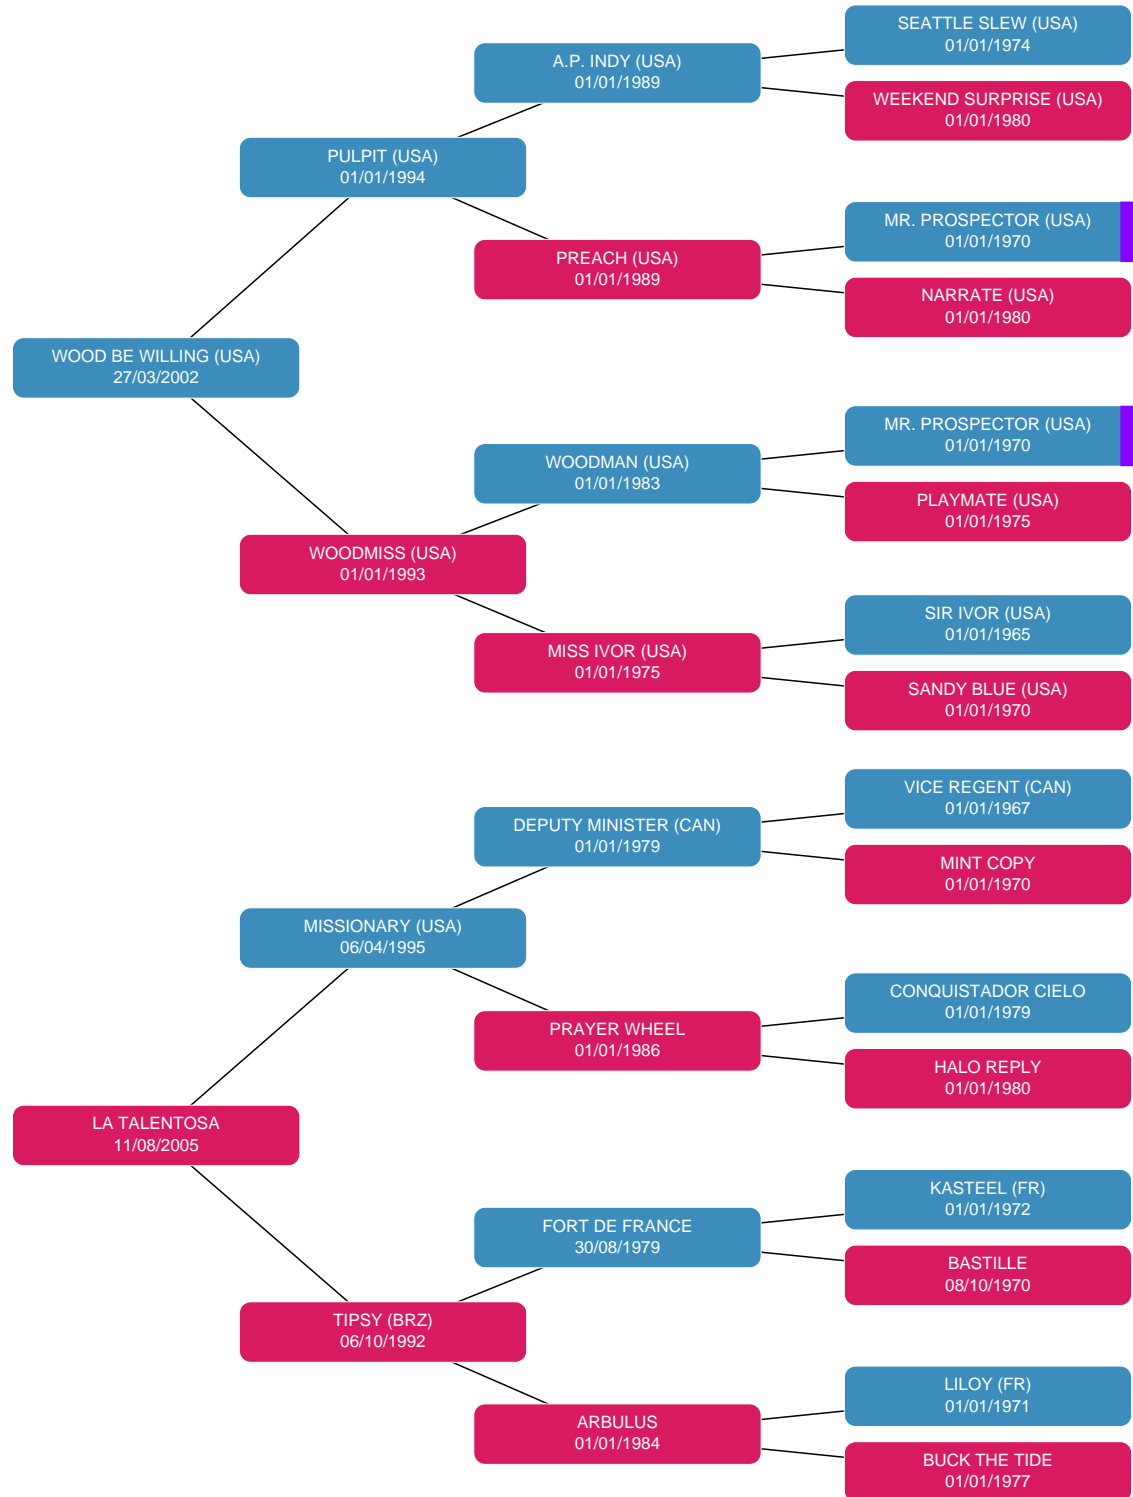 SEATTLE SLEW (USA)
01/01/1974
A.P. INDY (USA)
01/01/1989
WEEKEND SURPRISE (USA)
01/01/1980
PULPIT (USA)
01/01/1994
MR. PROSPECTOR (USA)
01/01/1970
PREACH (USA)
01/01/1989
NARRATE (USA)
01/01/1980
WOOD BE WILLING (USA)
27/03/2002
MR. PROSPECTOR (USA)
01/01/1970
WOODMAN (USA)
01/01/1983
PLAYMATE (USA)
01/01/1975
WOODMISS (USA)
01/01/1993
SIR IVOR (USA)
01/01/1965
MISS IVOR (USA)
01/01/1975
SANDY BLUE (USA)
01/01/1970
VICE REGENT (CAN)
01/01/1967
DEPUTY MINISTER (CAN)
01/01/1979
MINT COPY
01/01/1970
MISSIONARY (USA)
06/04/1995
CONQUISTADOR CIELO
01/01/1979
PRAYER WHEEL
01/01/1986
HALO REPLY
01/01/1980
LA TALENTOSA
11/08/2005
KASTEEL (FR)
01/01/1972
FORT DE FRANCE
30/08/1979
BASTILLE
08/10/1970
TIPSY (BRZ)
06/10/1992
LILOY (FR)
01/01/1971
ARBULUS
01/01/1984
BUCK THE TIDE
01/01/1977